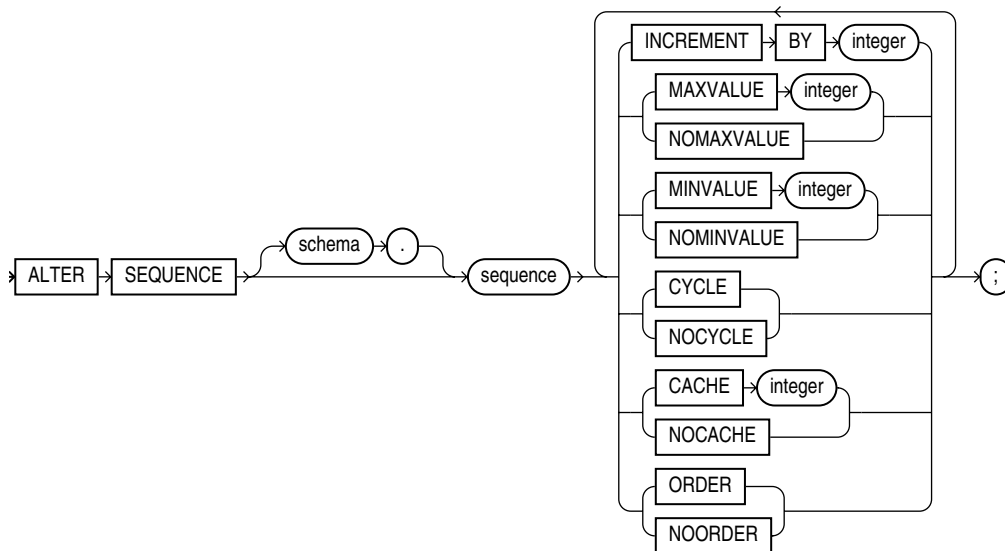 INCREMENT BY integer
MAXVALUE integer
NOMAXVALUE
MINVALUE integer
NOMINVALUE
schema .
ALTER SEQUENCE sequence ;
CYCLE
NOCYCLE
CACHE integer
NOCACHE
ORDER
NOORDER